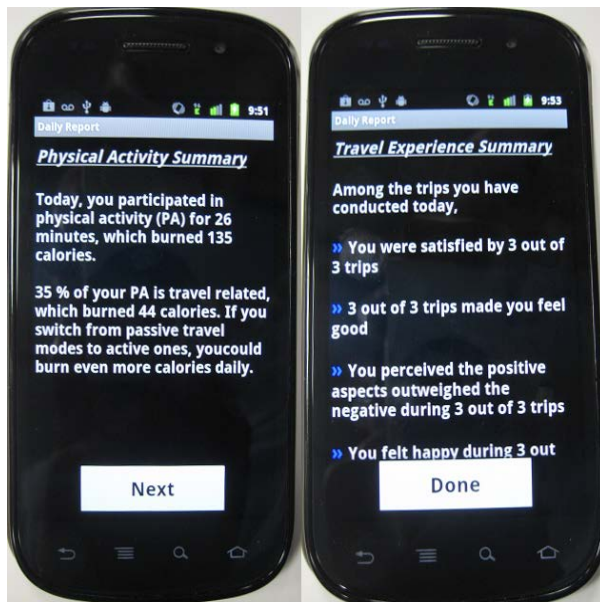 9:51
Daily Report
Physical Activity Summary
Today, you participated in
physical activity (PA) for 26
minutes, which burned 135
calories.
35 % of your PA is travel related,
which burned 44 calories. If you
switch from passive travel
modes to active ones, youcould
burn even more calories daily.
Next
9:53
Daily Report
Travel Experience Summary
Among the trips you have
conducted today,
» You were satisfied by 3 out of
3 trips
» 3 out of 3 trips made you feel
good
» You perceived the positive
aspects outweighed the
negative during 3 out of 3 trips
» You felt happy during 3 out
Done